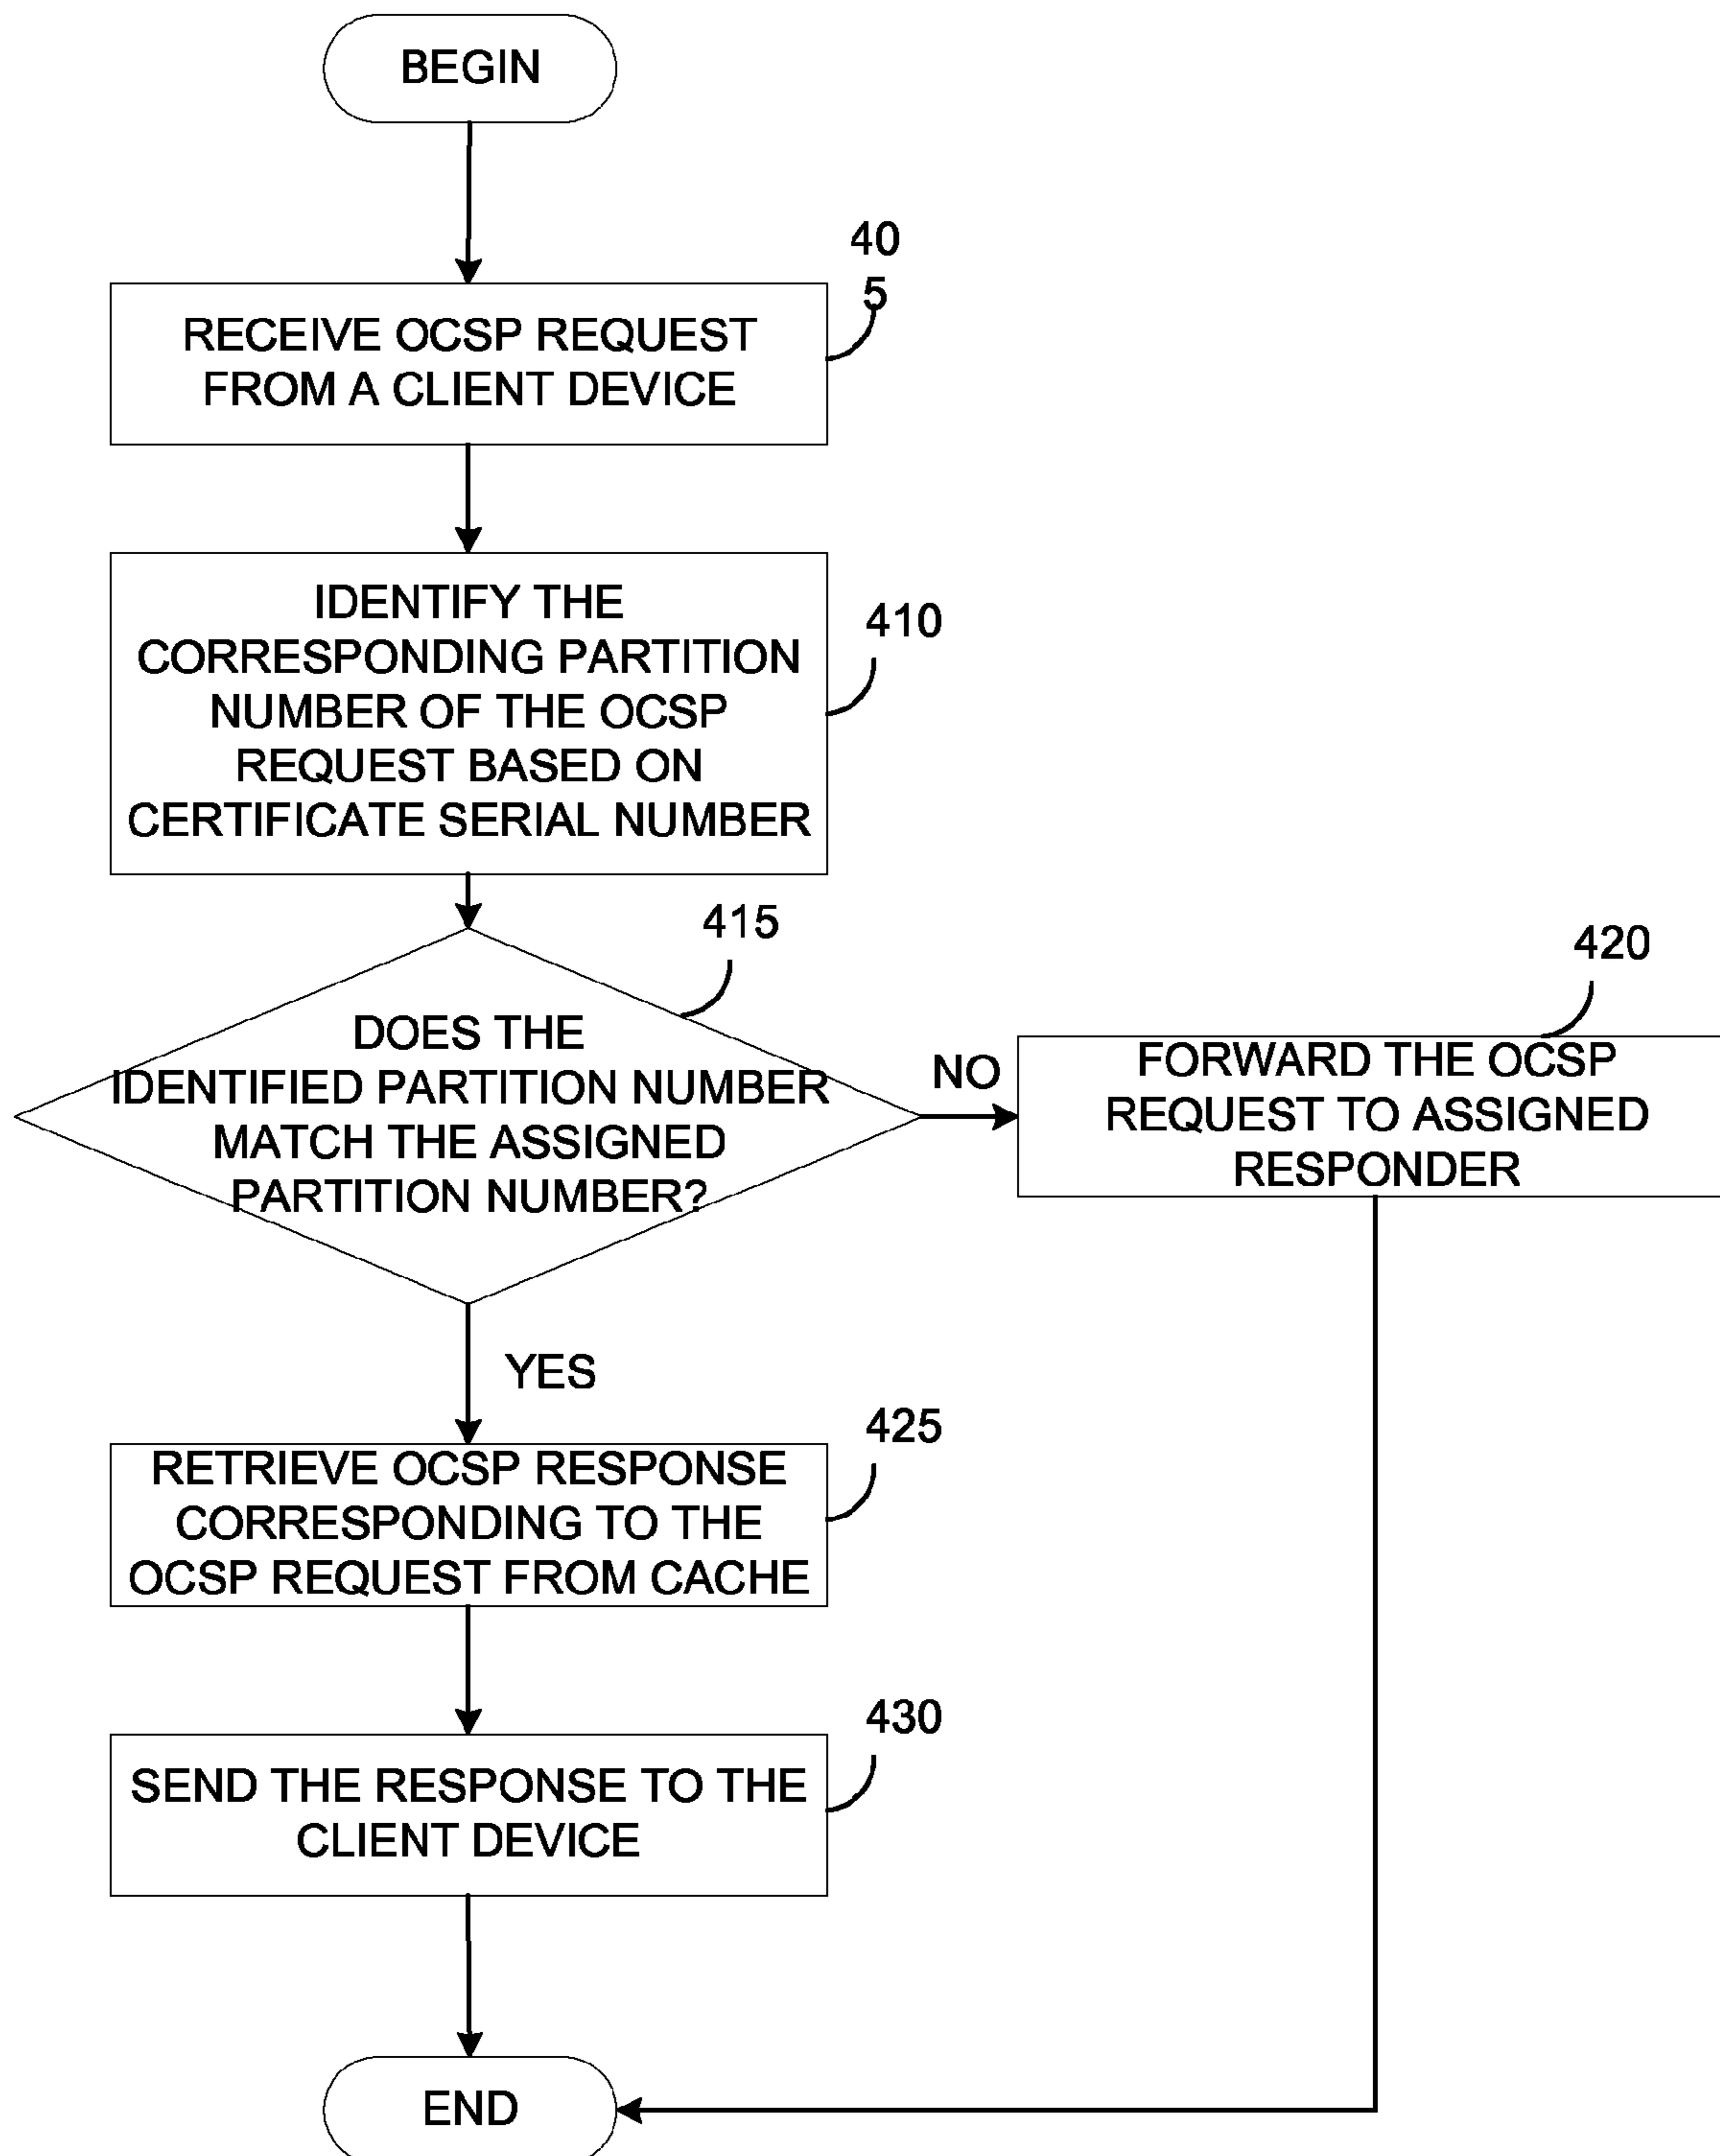 BEGIN
40
5
RECEIVE OCSP REQUEST
FROM A CLIENT DEVICE
410
IDENTIFY THE
CORRESPONDING PARTITION
NUMBER OF THE OCSP
REQUEST BASED ON
CERTIFICATE SERIAL NUMBER
415
DOES THE
IDENTIFIED PARTITION NUMBER
MATCH THE ASSIGNED
PARTITION NUMBER?
NO
420
FORWARD THE OCSP
REQUEST TO ASSIGNED
RESPONDER
YES
425
RETRIEVE OCSP RESPONSE
CORRESPONDING TO THE
OCSP REQUEST FROM CACHE
430
SEND THE RESPONSE TO THE
CLIENT DEVICE
END